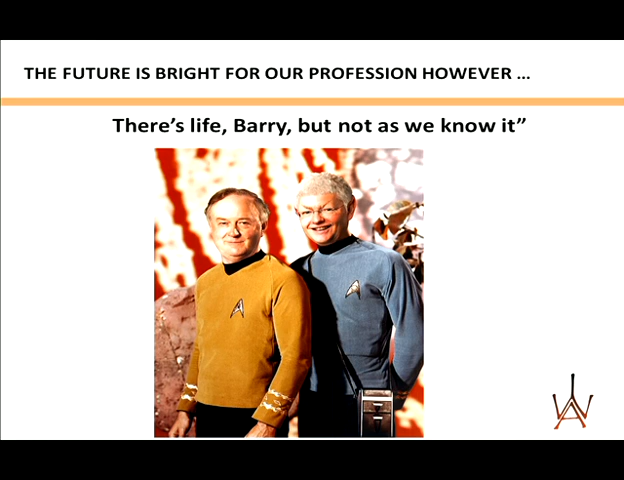 THE FUTURE IS BRIGHT FOR OUR PROFESSION HOWEVER ...
There’s life, Barry, but not as we know it”